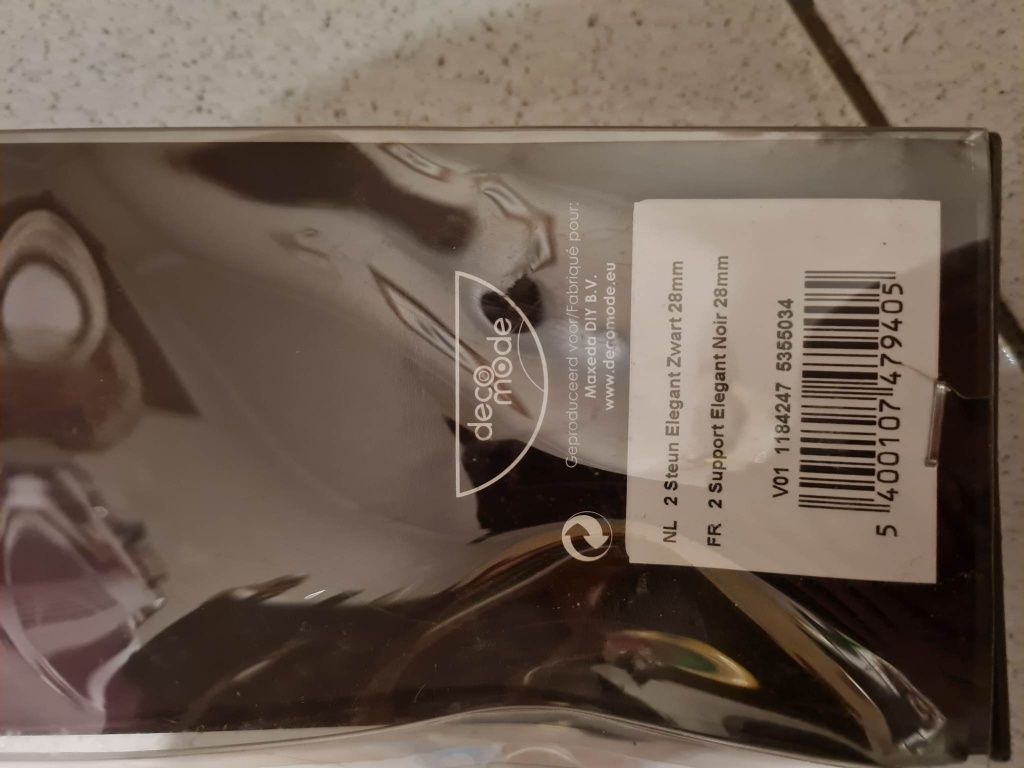 deco
mode
Geproduceerd voor/Fabriqué pour:
Maxeda DIY B.V.
www.decomode.eu
NL 2 Steun Elegant Zwart 28mm
FR 2 Support Elegant Noir 28mm
V01 1184247 5355034
5 400107 479405